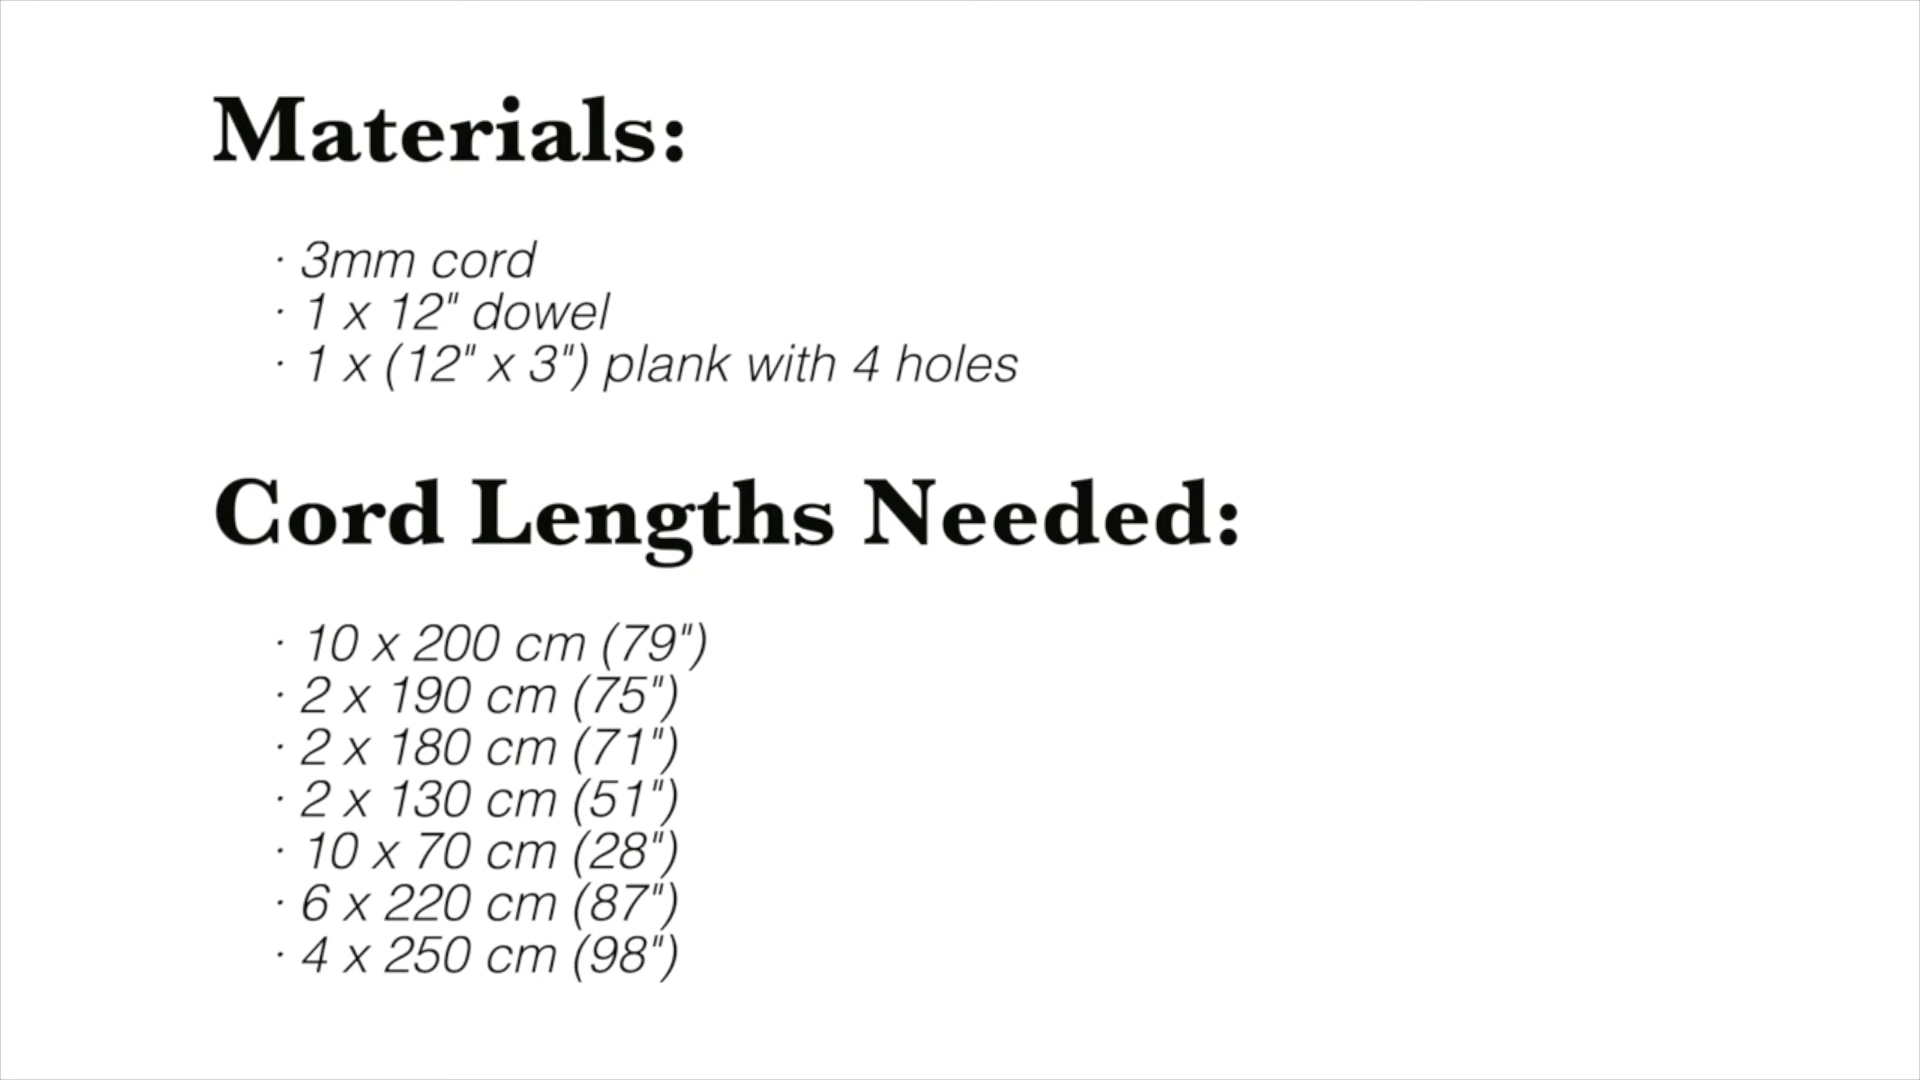 Materials:
· 3mm cord
· 1 x 12" dowel
· 1 x (12" x 3") plank with 4 holes
Cord Lengths Needed:
· 10 x 200 cm (79")
· 2 x 190 cm (75")
· 2 x 180 cm (71")
· 2 x 130 cm (51")
· 10 x 70 cm (28")
· 6 x 220 cm (87")
· 4 x 250 cm (98")